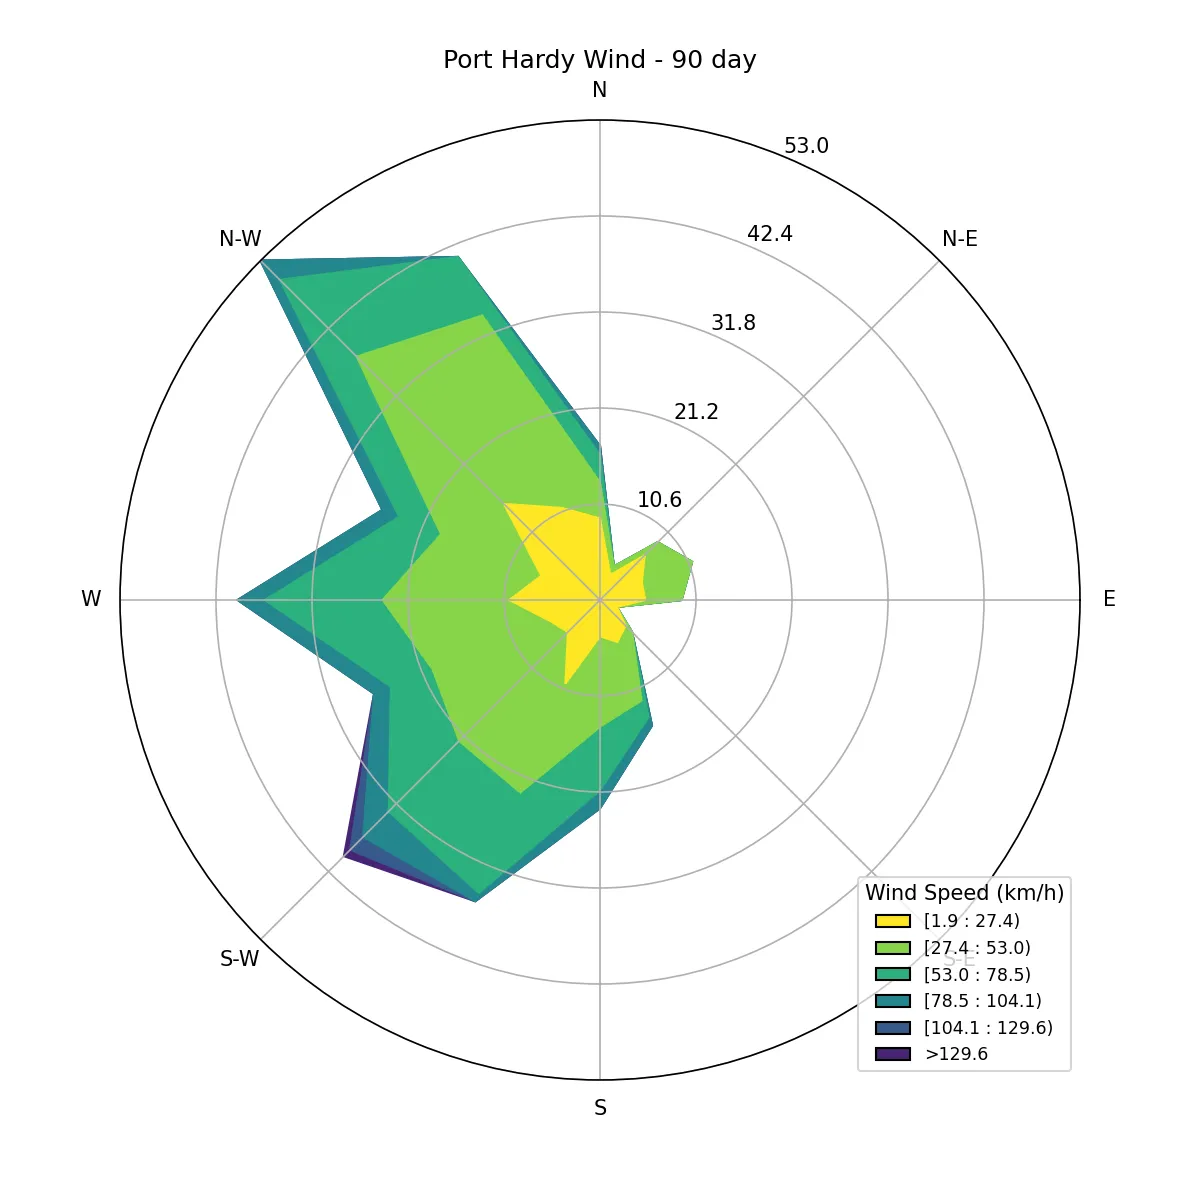 Port Hardy Wind - 90 day
N
53.0
42.4
N-W
N-E
31.8
21.2
10.6
W
E
S-W
S-E
S
Wind Speed (km/h)
[1.9 : 27.4)
[27.4 : 53.0)
[53.0 : 78.5)
[78.5 : 104.1)
[104.1 : 129.6)
>129.6